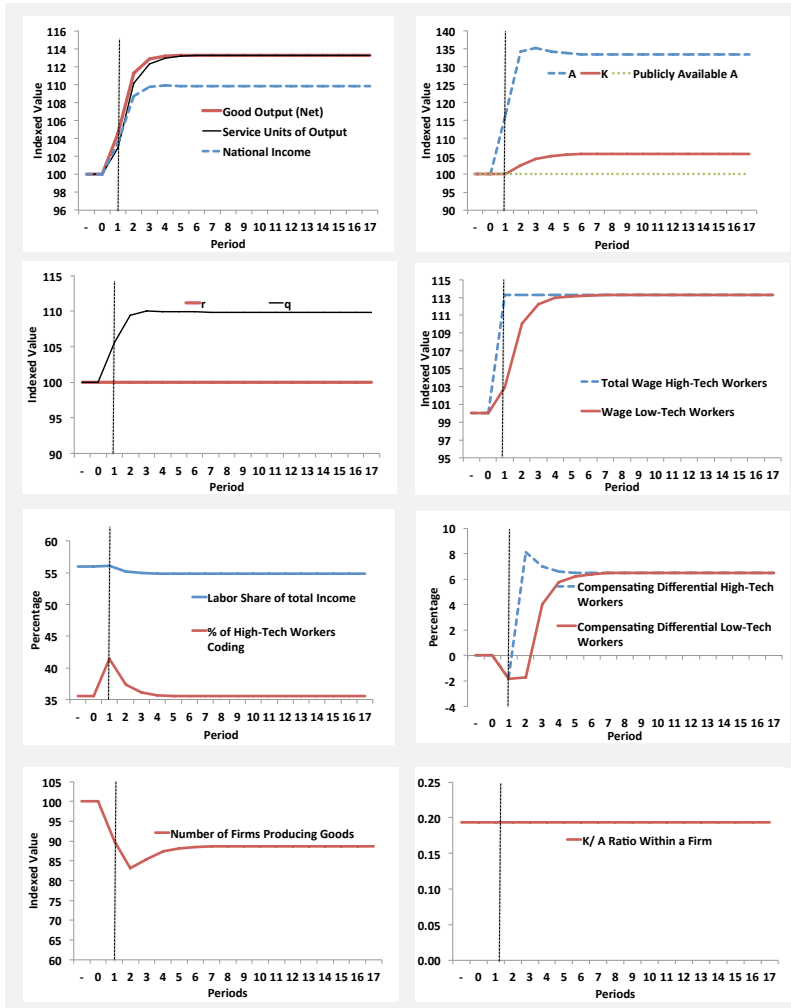 116
114
112
110
108
106
104
102
100
98
96
Indexed Value
Good Output (Net)
Service Units of Output
National Income
- 0 1 2 3 4 5 6 7 8 9 10 11 12 13 14 15 16 17
Period
140
135
130
125
120
115
110
105
100
95
90
Indexed Value
A K Publicly Available A
- 0 1 2 3 4 5 6 7 8 9 10 11 12 13 14 15 16 17
Period
115
110
105
100
95
90
Indexed Value
r q
- 0 1 2 3 4 5 6 7 8 9 10 11 12 13 14 15 16 17
Period
115
113
111
109
107
105
103
101
99
97
95
Indexed Value
Total Wage High-Tech Workers
Wage Low-Tech Workers
- 0 1 2 3 4 5 6 7 8 9 10 11 12 13 14 15 16 17
Period
60
55
50
45
40
35
Percentage
Labor Share of total Income
% of High-Tech Workers
Coding
- 0 1 2 3 4 5 6 7 8 9 10 11 12 13 14 15 16 17
Period
10
8
6
4
2
0
-2
-4
Percentage
Compensating Differential High-Tech
Workers
Compensating Differential Low-Tech
Workers
- 0 1 2 3 4 5 6 7 8 9 10 11 12 13 14 15 16 17
Period
105
100
95
90
85
80
75
70
65
60
Indexed Value
Number of Firms Producing Goods
- 0 1 2 3 4 5 6 7 8 9 10 11 12 13 14 15 16 17
Periods
0.25
0.20
0.15
0.10
0.05
0.00
K/ A Ratio Within a Firm
- 0 1 2 3 4 5 6 7 8 9 10 11 12 13 14 15 16 17
Periods